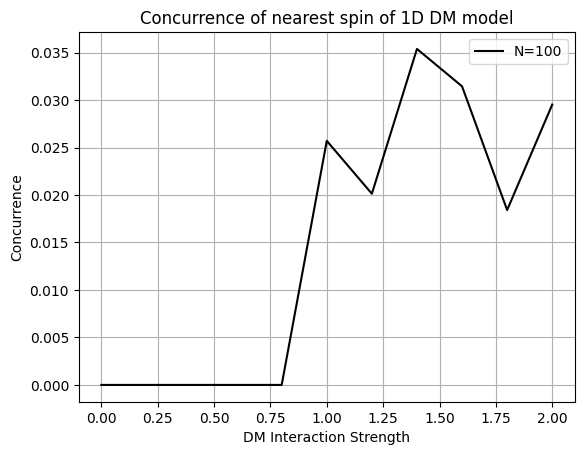 Concurrence of nearest spin of 1D DM model
N=100
Concurrence
0.035
0.030
0.025
0.020
0.015
0.010
0.005
0.000
0.00 0.25 0.50 0.75 1.00 1.25 1.50 1.75 2.00
DM Interaction Strength